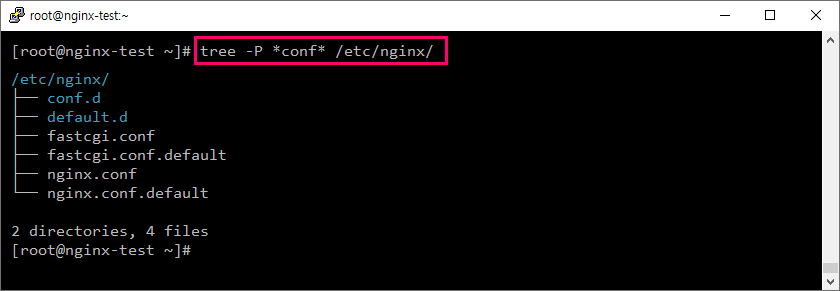 root@nginx-test:~
[root@nginx-test ~]# tree -P *conf* /etc/nginx/
/etc/nginx/
├── conf.d
├── default.d
├── fastcgi.conf
├── fastcgi.conf.default
├── nginx.conf
└── nginx.conf.default
2 directories, 4 files
[root@nginx-test ~]#